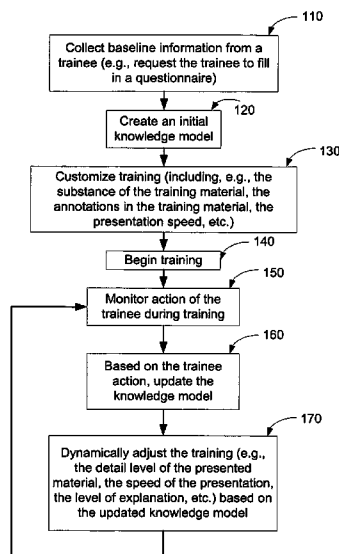 110
Collect baseline information from a
trainee (e.g., request the trainee to fill
in a questionnaire)
120
Create an initial
knowledge model
130
Customize training (including, e.g., the
substance of the training material, the
annotations in the training material, the
presentation speed, etc.)
140
Begin training
150
Monitor action of the
trainee during training
160
Based on the trainee
action, update the
knowledge model
170
Dynamically adjust the training (e.g.,
the detail level of the presented
material, the speed of the presentation,
the level of explanation, etc.) based on
the updated knowledge model